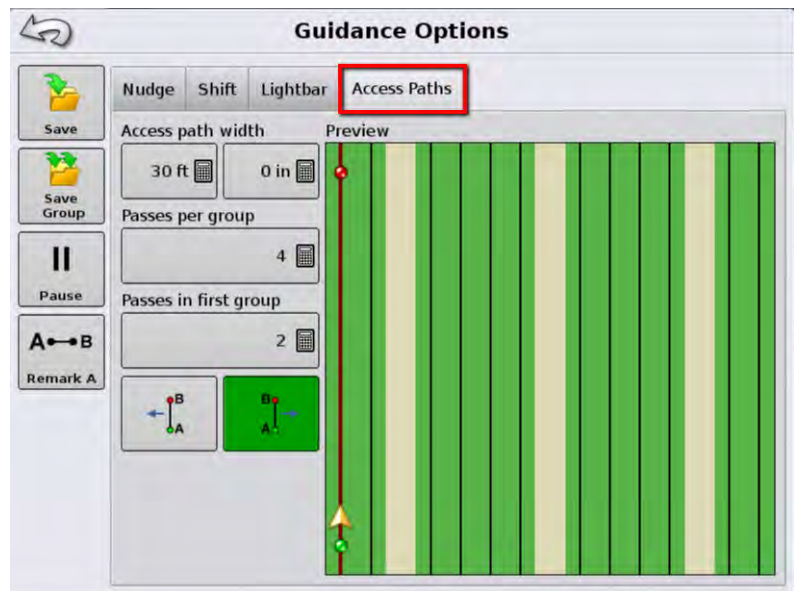 Guidance Options
Save
Save
Group
Pause
A B
Remark A
Nudge Shift Lightbar Access Paths
Access path width
30 ft 0 in
Passes per group
4
Passes in first group
2
B
A
B
A
Preview